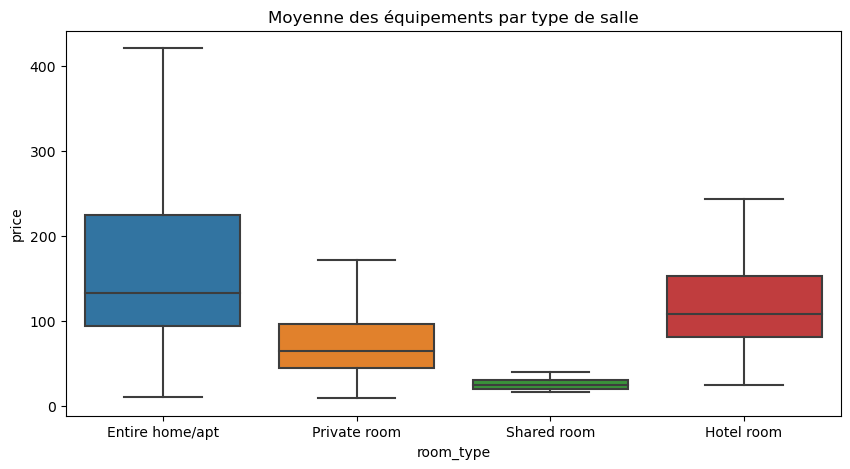 Moyenne des équipements par type de salle
price
400
300
200
100
0
Entire home/apt
Private room
Shared room
Hotel room
room_type